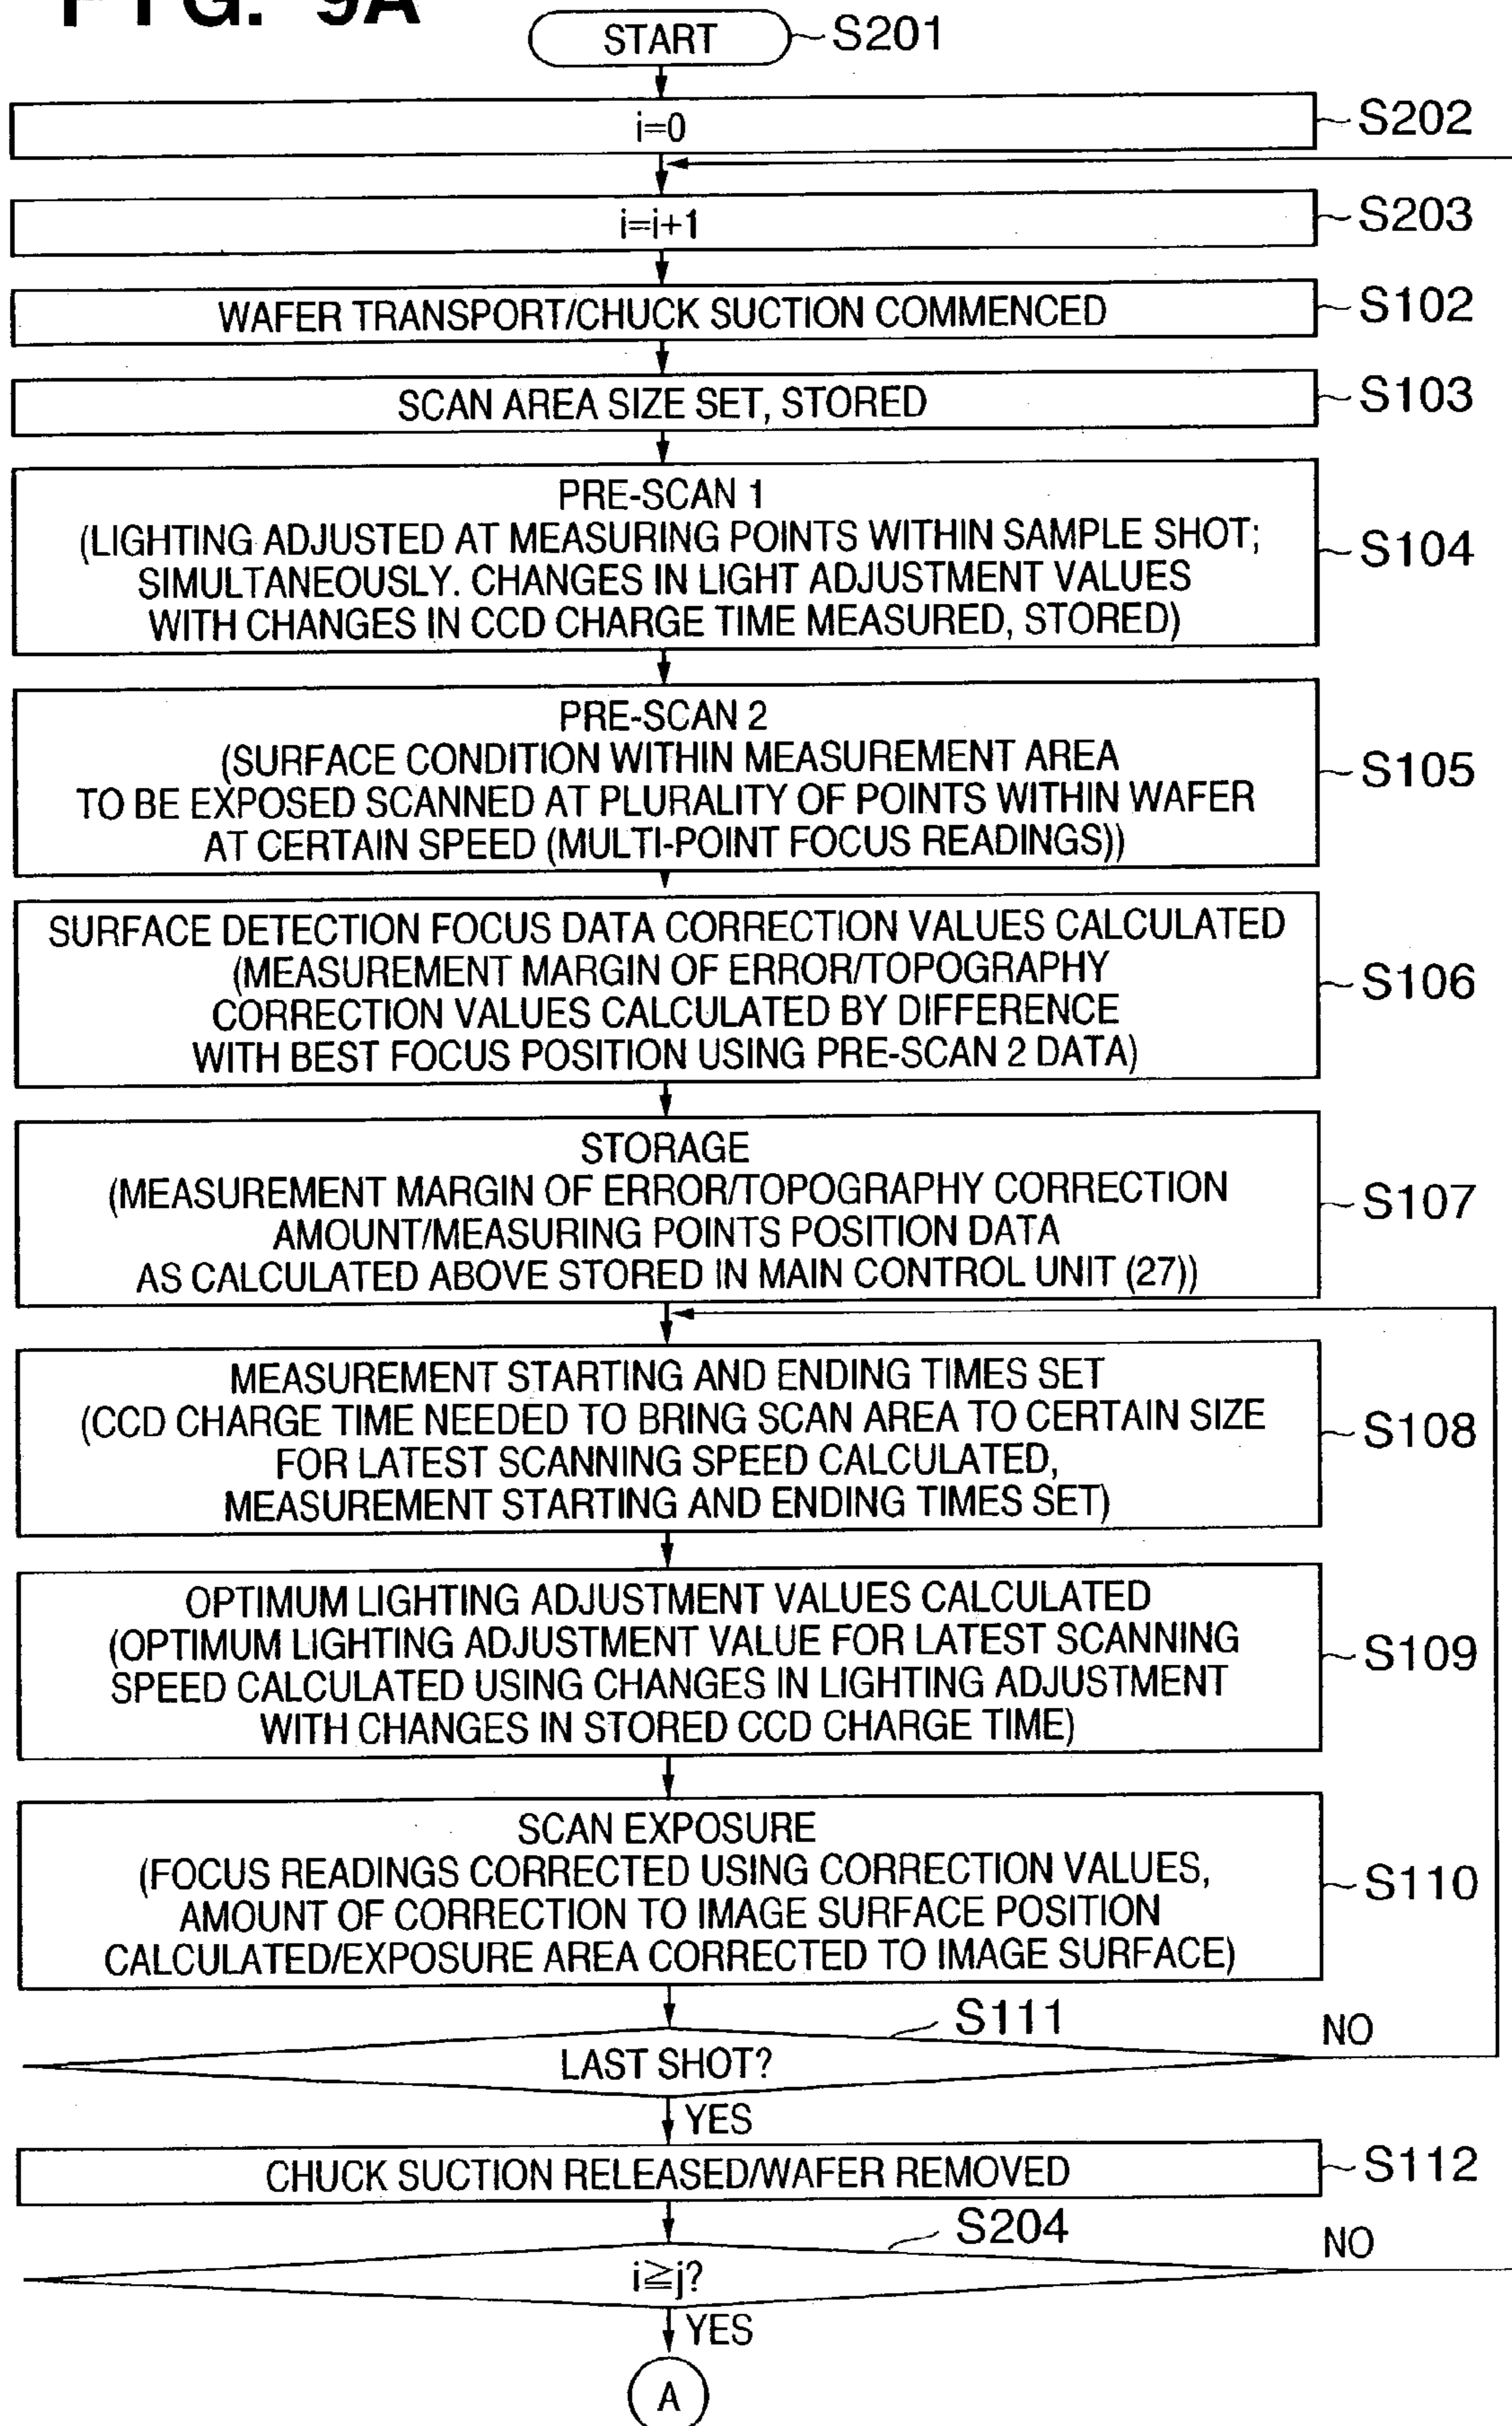 FIG. 9A
START
S201
i=0
S202
i=i+1
S203
WAFER TRANSPORT/CHUCK SUCTION COMMENCED
S102
SCAN AREA SIZE SET, STORED
S103
PRE-SCAN 1
(LIGHTING ADJUSTED AT MEASURING POINTS WITHIN SAMPLE SHOT;
SIMULTANEOUSLY. CHANGES IN LIGHT ADJUSTMENT VALUES
WITH CHANGES IN CCD CHARGE TIME MEASURED, STORED)
S104
PRE-SCAN 2
(SURFACE CONDITION WITHIN MEASUREMENT AREA
TO BE EXPOSED SCANNED AT PLURALITY OF POINTS WITHIN WAFER
AT CERTAIN SPEED (MULTI-POINT FOCUS READINGS))
S105
SURFACE DETECTION FOCUS DATA CORRECTION VALUES CALCULATED
(MEASUREMENT MARGIN OF ERROR/TOPOGRAPHY
CORRECTION VALUES CALCULATED BY DIFFERENCE
WITH BEST FOCUS POSITION USING PRE-SCAN 2 DATA)
S106
STORAGE
(MEASUREMENT MARGIN OF ERROR/TOPOGRAPHY CORRECTION
AMOUNT/MEASURING POINTS POSITION DATA
AS CALCULATED ABOVE STORED IN MAIN CONTROL UNIT (27))
S107
MEASUREMENT STARTING AND ENDING TIMES SET
(CCD CHARGE TIME NEEDED TO BRING SCAN AREA TO CERTAIN SIZE
FOR LATEST SCANNING SPEED CALCULATED,
MEASUREMENT STARTING AND ENDING TIMES SET)
S108
OPTIMUM LIGHTING ADJUSTMENT VALUES CALCULATED
(OPTIMUM LIGHTING ADJUSTMENT VALUE FOR LATEST SCANNING
SPEED CALCULATED USING CHANGES IN LIGHTING ADJUSTMENT
WITH CHANGES IN STORED CCD CHARGE TIME)
S109
SCAN EXPOSURE
(FOCUS READINGS CORRECTED USING CORRECTION VALUES,
AMOUNT OF CORRECTION TO IMAGE SURFACE POSITION
CALCULATED/EXPOSURE AREA CORRECTED TO IMAGE SURFACE)
S110
S111
LAST SHOT?
NO
YES
CHUCK SUCTION RELEASED/WAFER REMOVED
S112
S204
i≧j?
NO
YES
A